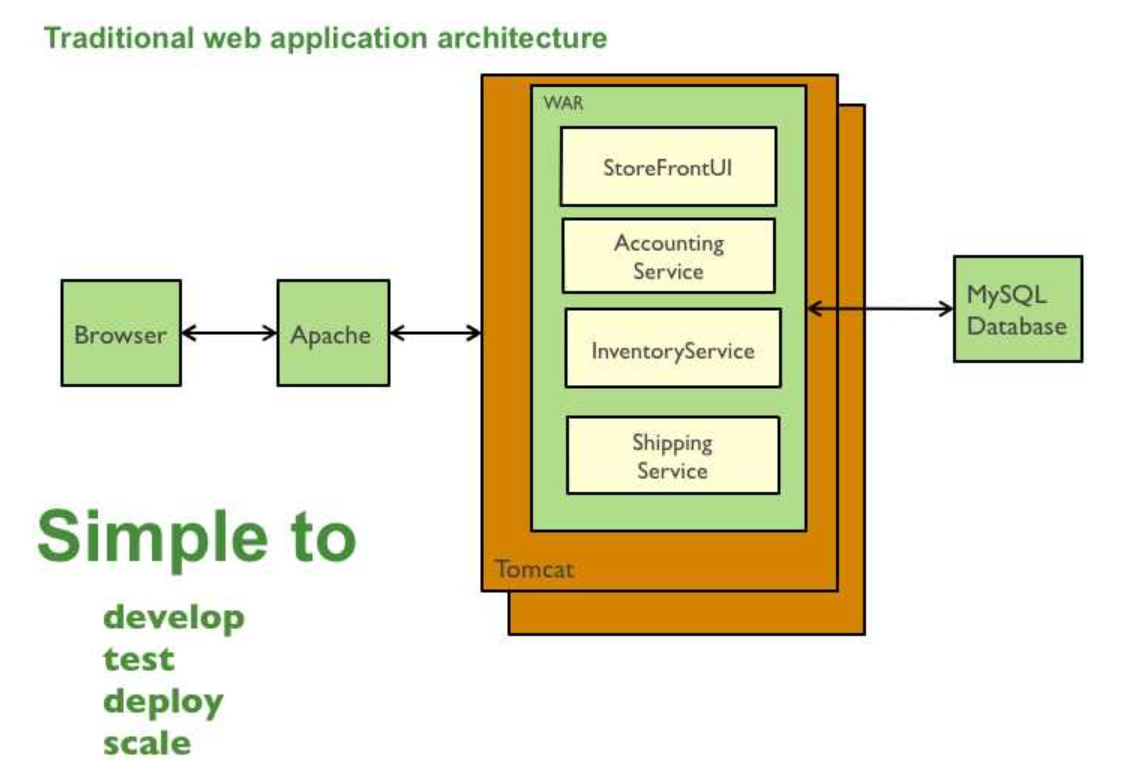 Traditional web application architecture
WAR
StoreFrontUI
Accounting
Service
InventoryService
Shipping
Service
Tomcat
Browser
Apache
MySQL
Database
Simple to
develop
test
deploy
scale